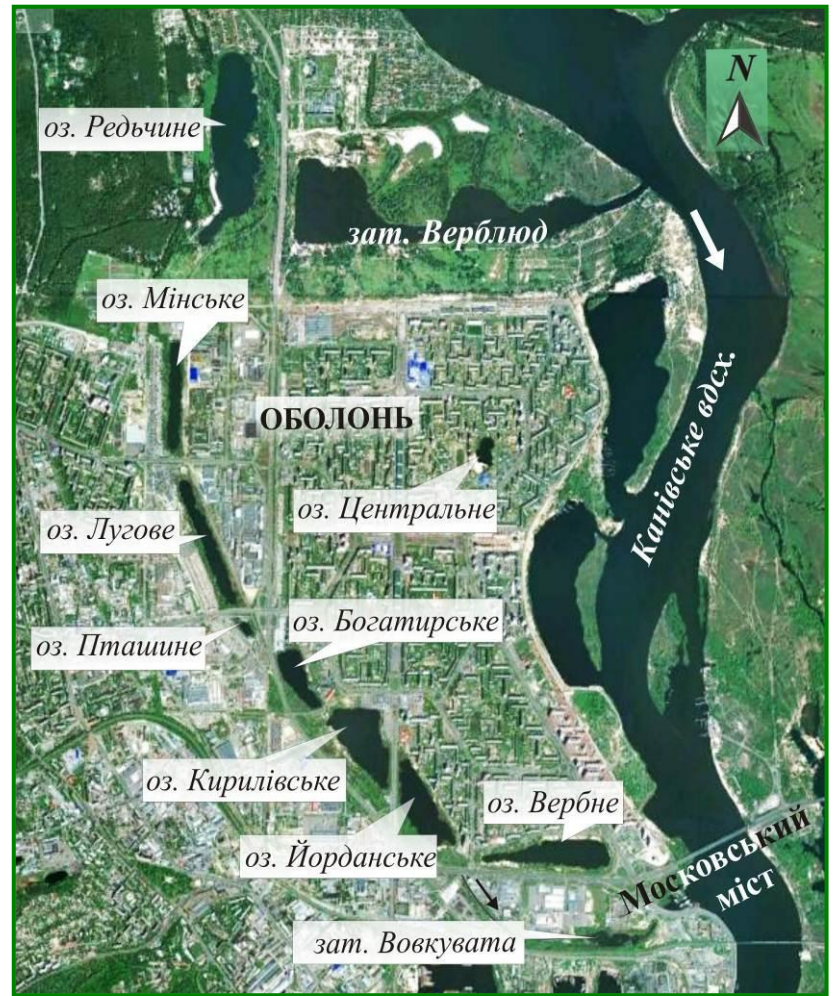 N
оз. Редьчине
зат. Верблюд
оз. Мінське
Канівське вдсх.
ОБОЛОНЬ
оз. Центральне
оз. Лугове
оз. Богатирське
оз. Пташине
оз. Кирилівське
оз. Вербне
оз. Йорданське
Московський
міст
зат. Вовкувата